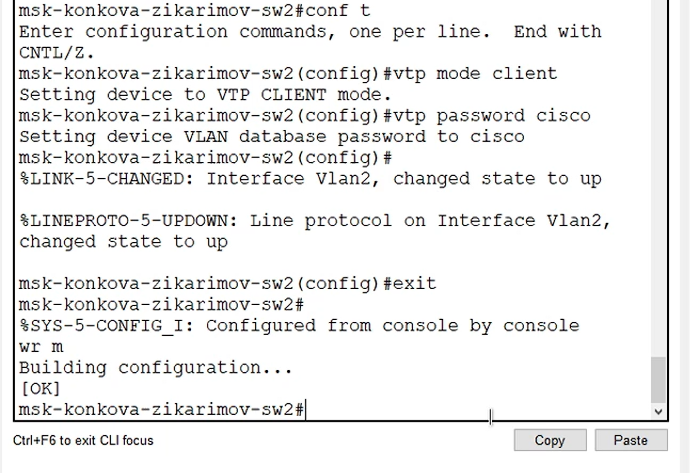 msk-konkova-zikarimov-sw2#conf t
Enter configuration commands, one per line.  End with
CNTL/Z.
msk-konkova-zikarimov-sw2(config)#vtp mode client
Setting device to VTP CLIENT mode.
msk-konkova-zikarimov-sw2(config)#vtp password cisco
Setting device VLAN database password to cisco
msk-konkova-zikarimov-sw2(config)#
%LINK-5-CHANGED: Interface Vlan2, changed state to up
%LINEPROTO-5-UPDOWN: Line protocol on Interface Vlan2,
changed state to up
msk-konkova-zikarimov-sw2(config)#exit
msk-konkova-zikarimov-sw2#
%SYS-5-CONFIG_I: Configured from console by console
wr m
Building configuration...
[OK]
msk-konkova-zikarimov-sw2#
Ctrl+F6 to exit CLI focus
Copy
Paste